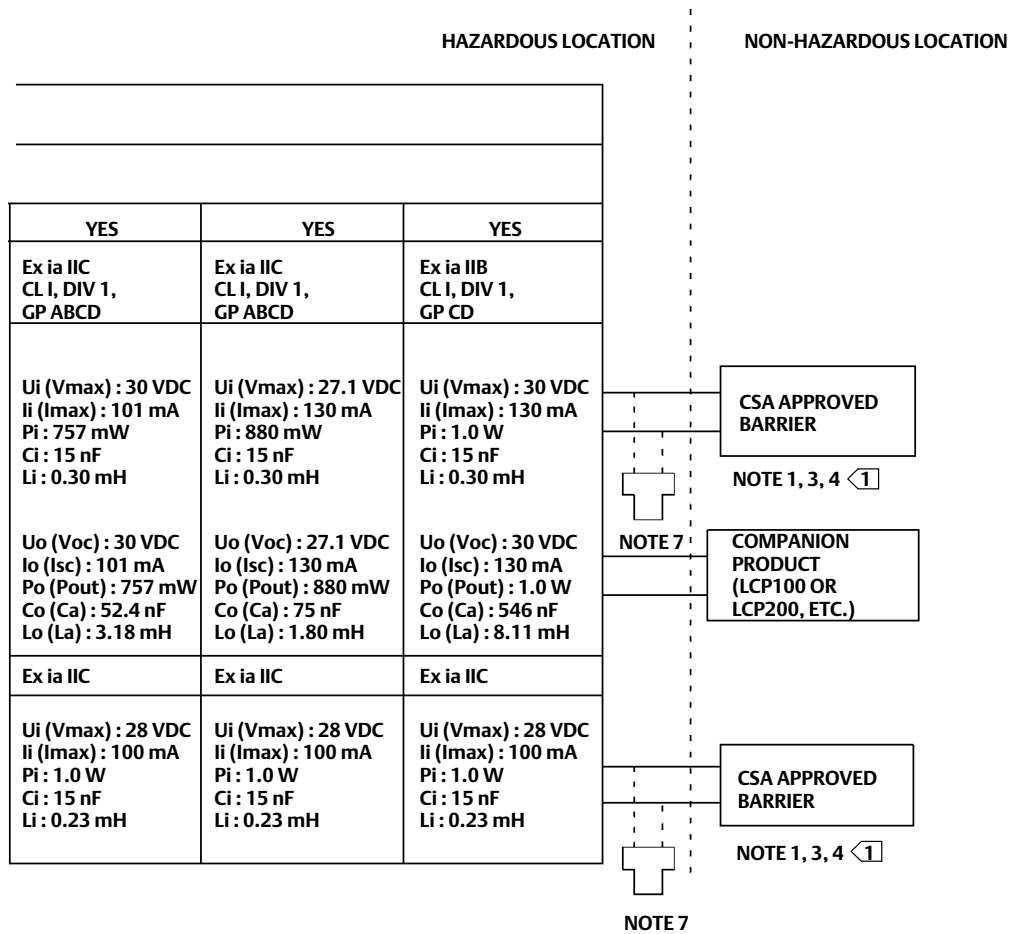 HAZARDOUS LOCATION
NON-HAZARDOUS LOCATION
YES
YES
YES
Ex ia IIC
CL I, DIV 1,
GP ABCD
Ex ia IIC
CL I, DIV 1,
GP ABCD
Ex ia IIB
CL I, DIV 1,
GP CD
Ui (Vmax) : 30 VDC
Ii (Imax) : 101 mA
Pi : 757 mW
Ci : 15 nF
Li : 0.30 mH
Ui (Vmax) : 27.1 VDC
Ii (Imax) : 130 mA
Pi : 880 mW
Ci : 15 nF
Li : 0.30 mH
Ui (Vmax) : 30 VDC
Ii (Imax) : 130 mA
Pi : 1.0 W
Ci : 15 nF
Li : 0.30 mH
CSA APPROVED
BARRIER
NOTE 1, 3, 4 1
Uo (Voc) : 30 VDC
Io (Isc) : 101 mA
Po (Pout) : 757 mW
Co (Ca) : 52.4 nF
Lo (La) : 3.18 mH
Uo (Voc) : 27.1 VDC
Io (Isc) : 130 mA
Po (Pout) : 880 mW
Co (Ca) : 75 nF
Lo (La) : 1.80 mH
Uo (Voc) : 30 VDC
Io (Isc) : 130 mA
Po (Pout) : 1.0 W
Co (Ca) : 546 nF
Lo (La) : 8.11 mH
NOTE 7
COMPANION
PRODUCT
(LCP100 OR
LCP200, ETC.)
Ex ia IIC
Ex ia IIC
Ex ia IIC
Ui (Vmax) : 28 VDC
Ii (Imax) : 100 mA
Pi : 1.0 W
Ci : 15 nF
Li : 0.23 mH
Ui (Vmax) : 28 VDC
Ii (Imax) : 100 mA
Pi : 1.0 W
Ci : 15 nF
Li : 0.23 mH
Ui (Vmax) : 28 VDC
Ii (Imax) : 100 mA
Pi : 1.0 W
Ci : 15 nF
Li : 0.23 mH
CSA APPROVED
BARRIER
NOTE 1, 3, 4 1
NOTE 7